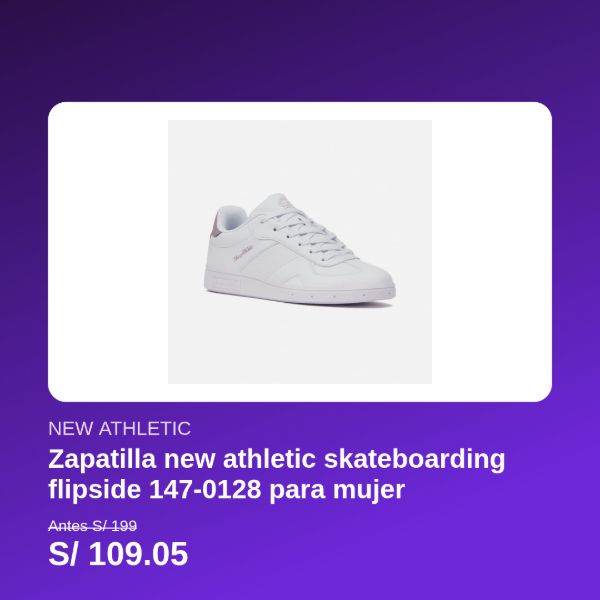 NEW ATHLETIC
Zapatilla new athletic skateboarding
flipside 147-0128 para mujer
Antes S/ 199
S/ 109.05